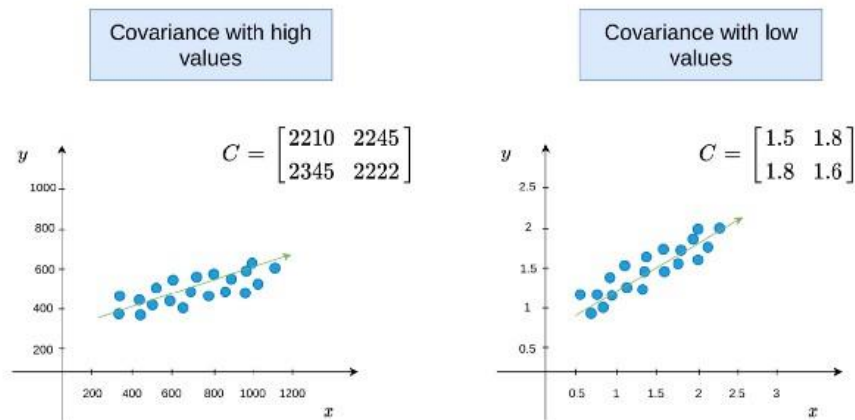 Covariance with high
values
C = [2210 2245
2345 2222]
y
1000
800
600
400
200
200 400 600 800 1000 1200
x
Covariance with low
values
C = [1.5 1.8
1.8 1.6]
y
2.5
2
1.5
1
0.5
0.5 1 1.5 2 2.5 3
x